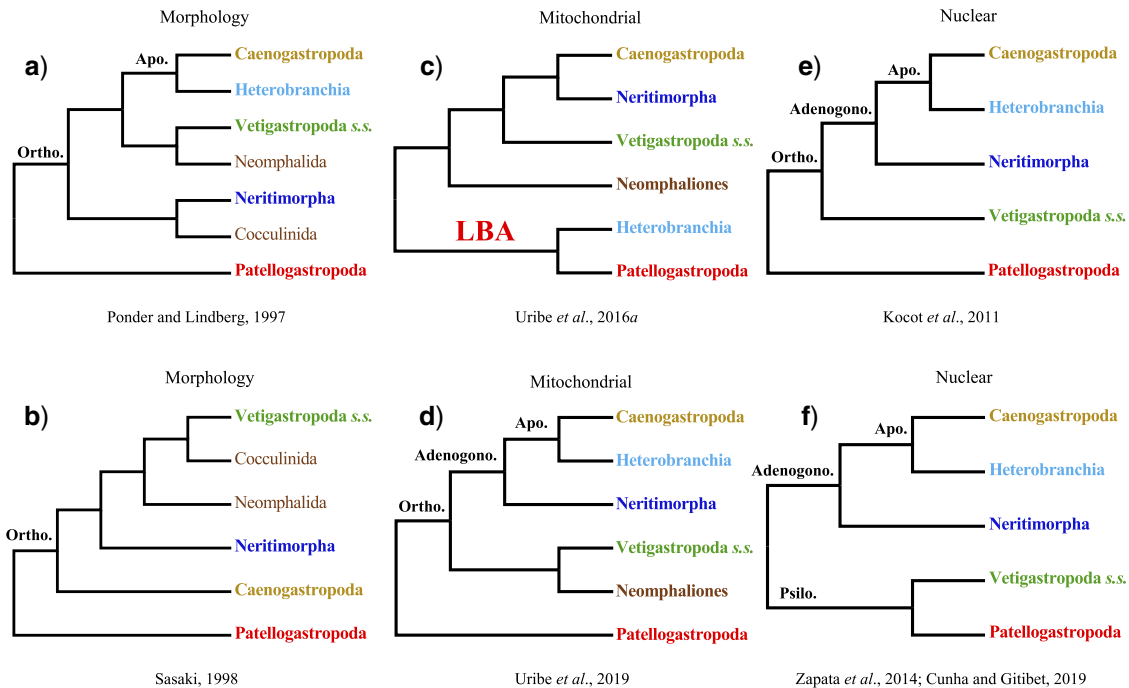 Morphology
a)
Apo.
Caenogastropoda
Heterobranchia
Vetigastropoda s.s.
Ortho.
Neomphalida
Neritimorpha
Cocculinida
Patellogastropoda
Ponder and Lindberg, 1997
Mitochondrial
c)
Caenogastropoda
Neritimorpha
Vetigastropoda s.s.
Neomphaliones
LBA
Heterobranchia
Patellogastropoda
Uribe et al., 2016a
Nuclear
e)
Caenogastropoda
Apo.
Adenogono.
Heterobranchia
Ortho.
Neritimorpha
Vetigastropoda s.s.
Patellogastropoda
Kocot et al., 2011
Morphology
b)
Vetigastropoda s.s.
Cocculinida
Neomphalida
Ortho.
Neritimorpha
Caenogastropoda
Patellogastropoda
Sasaki, 1998
Mitochondrial
d)
Caenogastropoda
Apo.
Adenogono.
Heterobranchia
Ortho.
Neritimorpha
Vetigastropoda s.s.
Neomphaliones
Patellogastropoda
Uribe et al., 2019
Nuclear
f)
Caenogastropoda
Apo.
Adenogono.
Heterobranchia
Neritimorpha
Vetigastropoda s.s.
Psilo.
Patellogastropoda
Zapata et al., 2014; Cunha and Gitibet, 2019